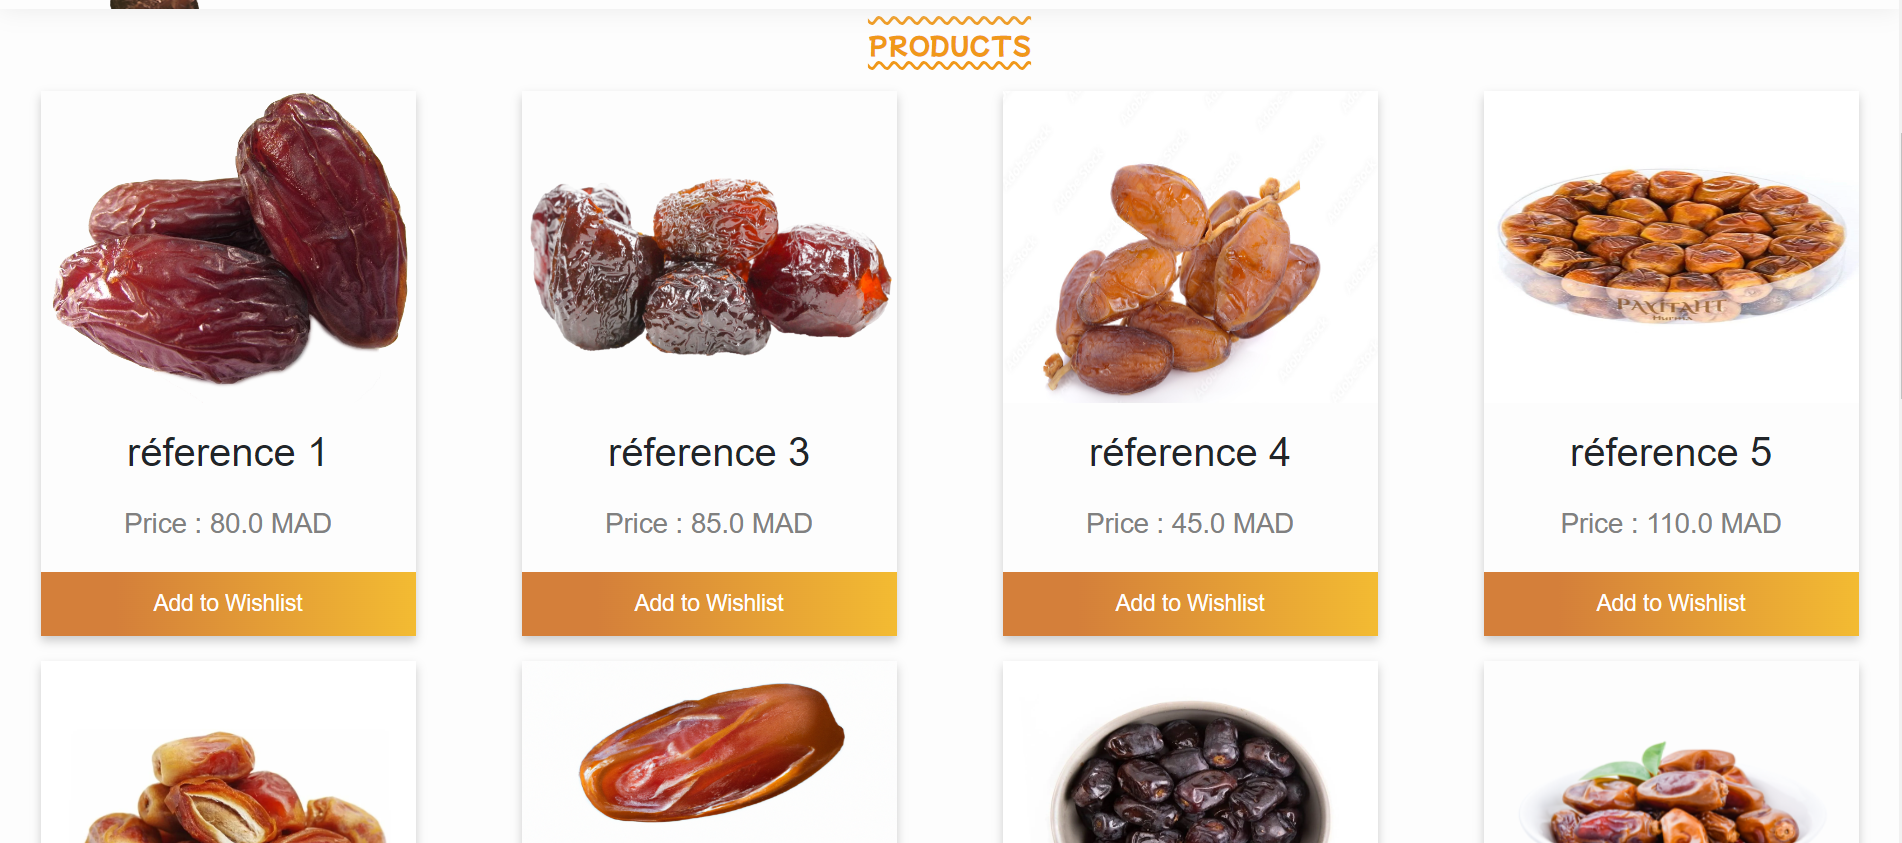 PRODUCTS
réference 1
Price : 80.0 MAD
Add to Wishlist
réference 3
Price : 85.0 MAD
Add to Wishlist
réference 4
Price : 45.0 MAD
Add to Wishlist
réference 5
Price : 110.0 MAD
Add to Wishlist